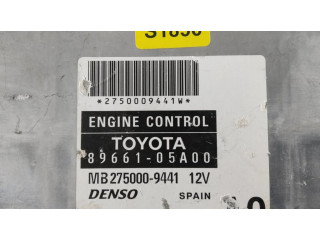 *2750009441W*
ENGINE CONTROL
TOYOTA
89661-05A00
MB275000-9441 12V
DENSO SPAIN